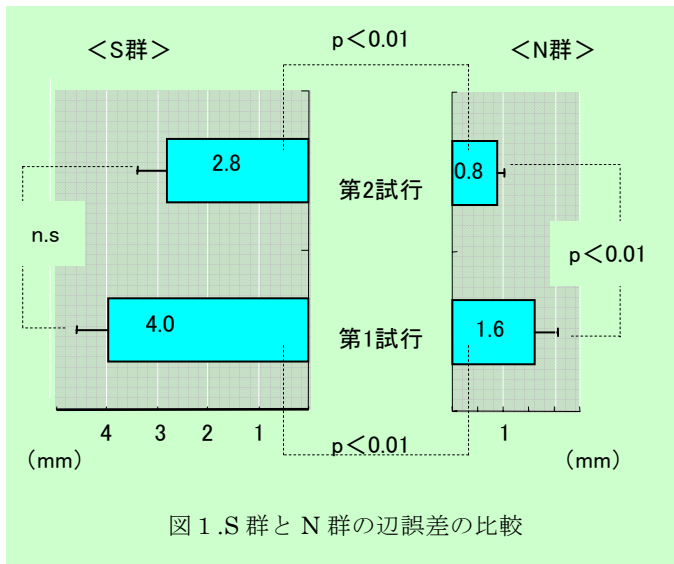 <S群>
p<0.01
<N群>
2.8
第2試行
0.8
n.s
p<0.01
4.0
第1試行
1.6
4 3 2 1
p<0.01
1
(mm)
(mm)
図1.S群とN群の辺誤差の比較